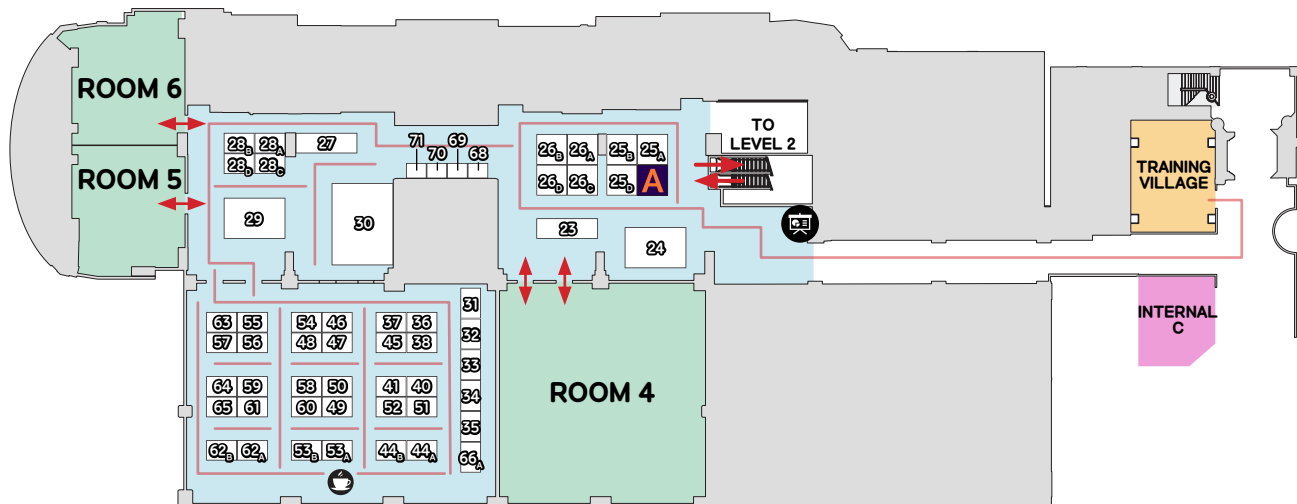 ROOM 6
ROOM 5
71
69
70
68
28B 28A
28D 28C
27
29
30
26B 26A
26D 26C
25B 25A
25D A
23
24
TO
LEVEL 2
TRAINING
VILLAGE
INTERNAL
C
ROOM 4
63 55
57 56
54 46
48 47
37 36
45 38
64 59
65 61
58 50
60 49
41 40
52 51
62B 62A
53B 53A
44B 44A
31
32
33
34
35
66A